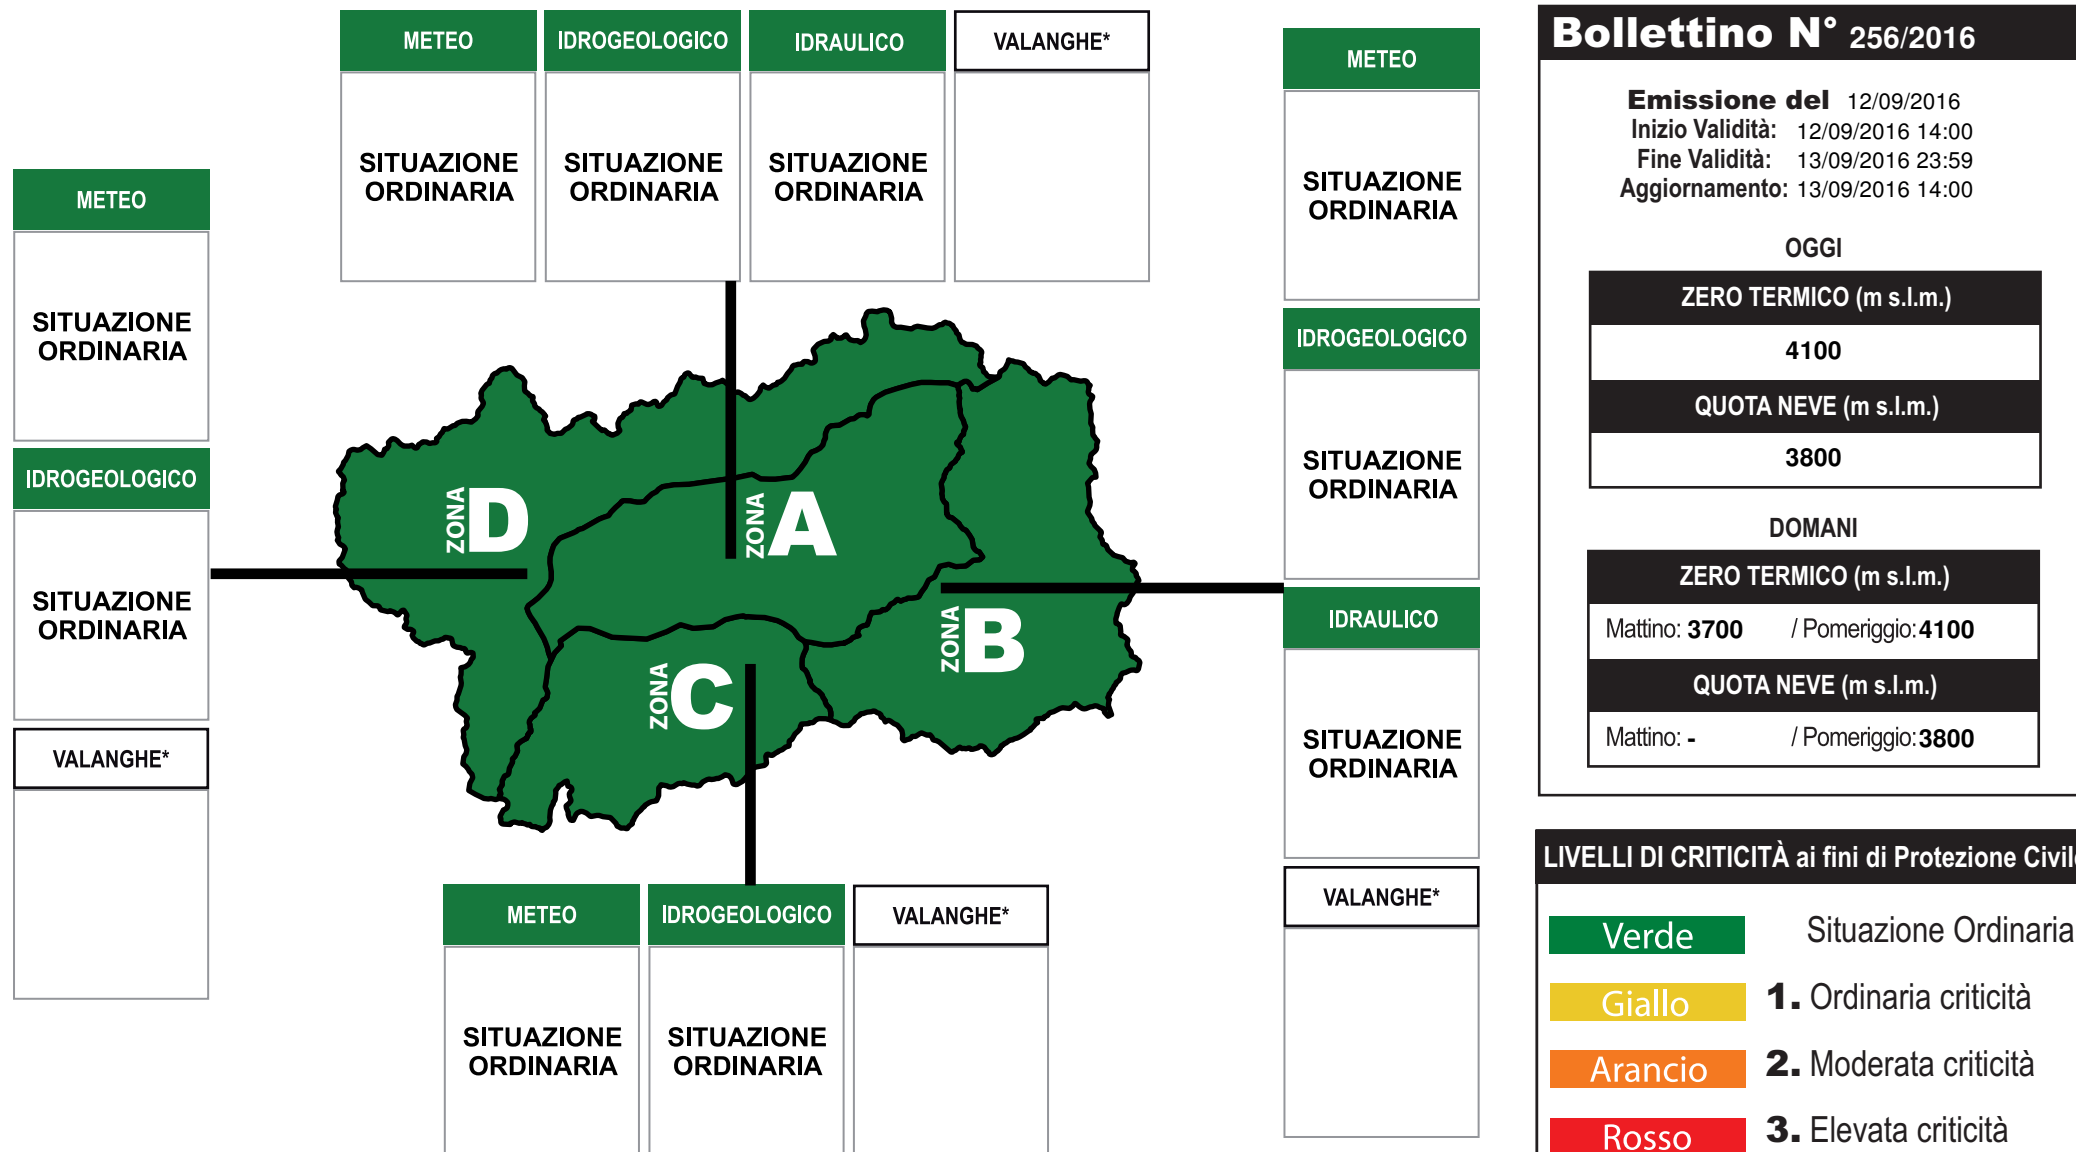 METEO IDROGEOLOGICO IDRAULICO VALANGHE*
SITUAZIONE ORDINARIA SITUAZIONE ORDINARIA SITUAZIONE ORDINARIA
METEO
SITUAZIONE
ORDINARIA
IDROGEOLOGICO
SITUAZIONE
ORDINARIA
VALANGHE*
ZONA D
ZONA A
ZONA B
ZONA C
METEO
SITUAZIONE
ORDINARIA
IDROGEOLOGICO
SITUAZIONE
ORDINARIA
IDRAULICO
SITUAZIONE
ORDINARIA
VALANGHE*
METEO IDROGEOLOGICO VALANGHE*
SITUAZIONE ORDINARIA SITUAZIONE ORDINARIA
Bollettino N° 256/2016
Emissione del 12/09/2016
Inizio Validità: 12/09/2016 14:00
Fine Validità: 13/09/2016 23:59
Aggiornamento: 13/09/2016 14:00
OGGI
ZERO TERMICO (m s.l.m.)
4100
QUOTA NEVE (m s.l.m.)
3800
DOMANI
ZERO TERMICO (m s.l.m.)
Mattino: 3700 / Pomeriggio: 4100
QUOTA NEVE (m s.l.m.)
Mattino: - / Pomeriggio: 3800
LIVELLI DI CRITICITÀ ai fini di Protezione Civile
Verde Situazione Ordinaria
Giallo 1. Ordinaria criticità
Arancio 2. Moderata criticità
Rosso 3. Elevata criticità